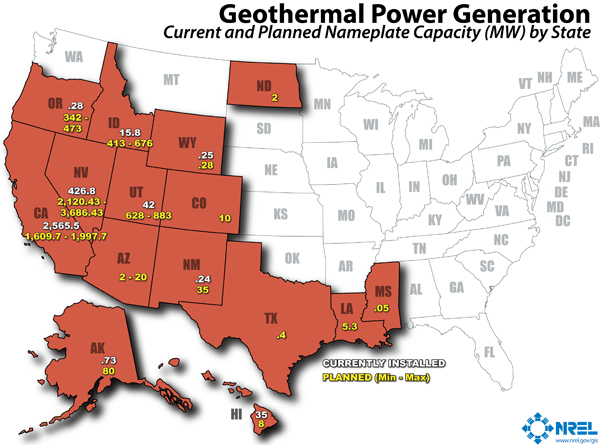 Geothermal Power Generation
Current and Planned Nameplate Capacity (MW) by State
WA
MT
ND
2
MN
VT
NH
ME
OR
.28
342 -
473
ID
15.8
413 - 676
WY
.25
.28
SD
WI
MI
NY
MA
RI
CT
NJ
DE
MD
DC
PA
NE
IA
IL
IN
OH
WV
VA
NV
426.8
2,120.43 -
3,686.43
UT
42
628 - 883
CO
10
KS
MO
KY
CA
2,565.5
1,609.7 - 1,997.7
AZ
2 - 20
NM
.24
35
OK
AR
TN
NC
SC
TX
.4
LA
5.3
MS
.05
AL
GA
FL
AK
.73
80
HI
35
8
CURRENTLY INSTALLED
PLANNED (Min - Max)
NREL
www.nrel.gov/gis